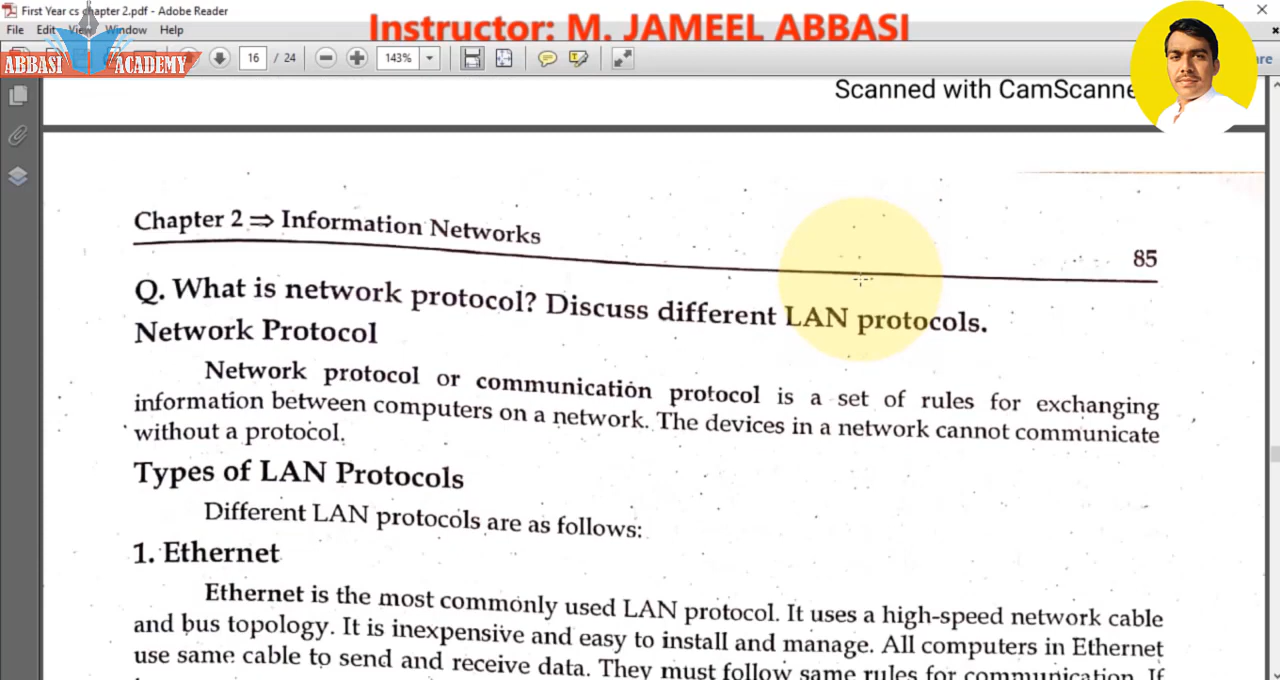 First Year cs chapter 2.pdf - Adobe Reader
Instructor: M. JAMEEL ABBASI
File Edit View Window Help
ABBASI ACADEMY
16 / 24
143%
Scanned with CamScanne
Chapter 2 ⇒ Information Networks
85
Q. What is network protocol? Discuss different LAN protocols.
Network Protocol
Network protocol or communication protocol is a set of rules for exchanging
information between computers on a network. The devices in a network cannot communicate
without a protocol.
Types of LAN Protocols
Different LAN protocols are as follows:
1. Ethernet
Ethernet is the most commonly used LAN protocol. It uses a high-speed network cable
and bus topology. It is inexpensive and easy to install and manage. All computers in Ethernet
use same cable to send and receive data. They must follow same rules for communication. If